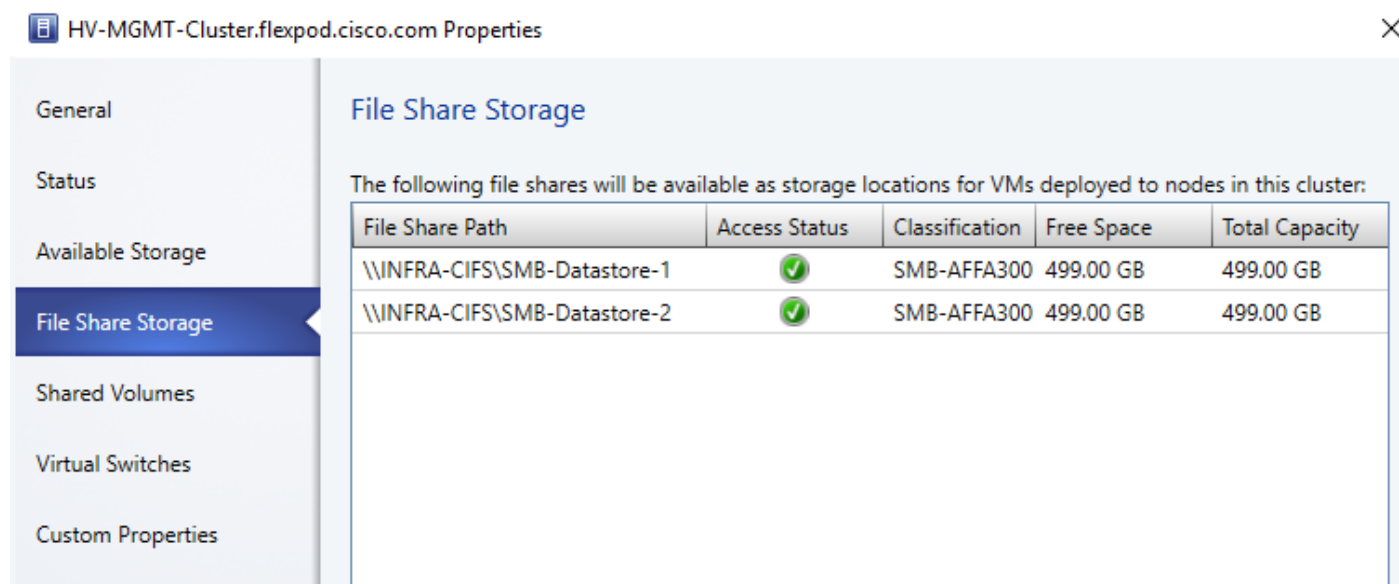 HV-MGMT-Cluster.flexpod.cisco.com Properties
General
Status
Available Storage
File Share Storage
Shared Volumes
Virtual Switches
Custom Properties
File Share Storage
The following file shares will be available as storage locations for VMs deployed to nodes in this cluster:
File Share Path Access Status Classification Free Space Total Capacity
\\INFRA-CIFS\SMB-Datastore-1 SMB-AFFA300 499.00 GB 499.00 GB
\\INFRA-CIFS\SMB-Datastore-2 SMB-AFFA300 499.00 GB 499.00 GB